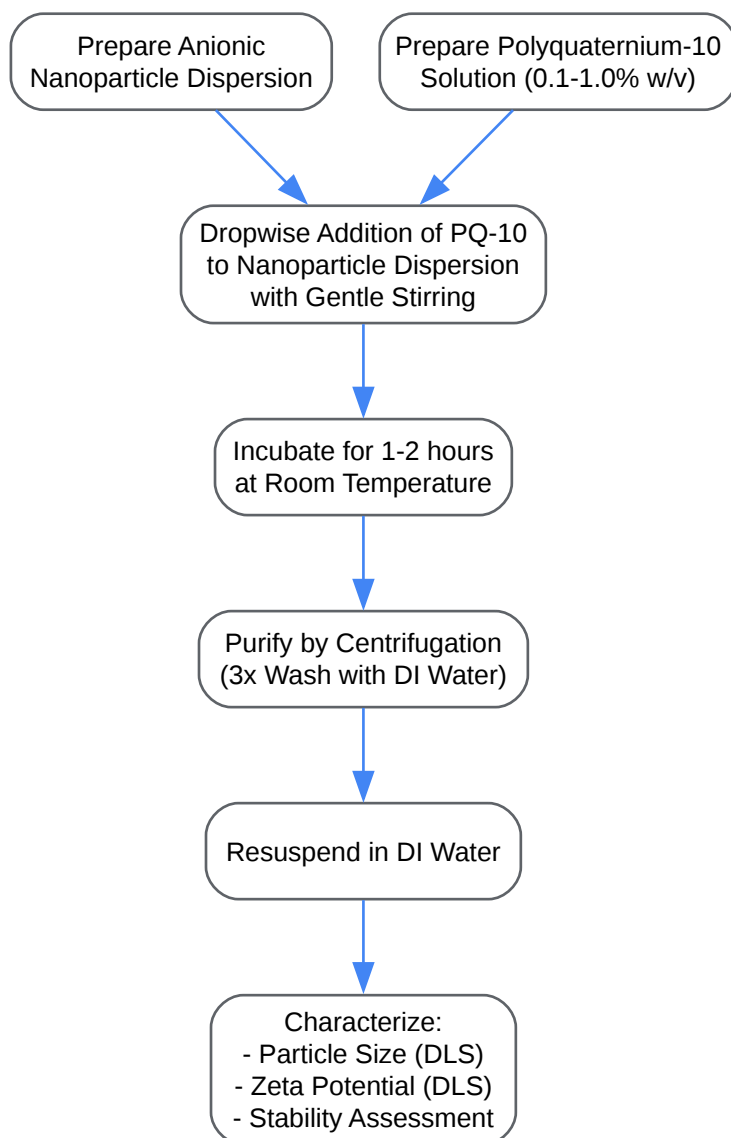 Prepare Anionic
Nanoparticle Dispersion
Prepare Polyquaternium-10
Solution (0.1-1.0% w/v)
Dropwise Addition of PQ-10
to Nanoparticle Dispersion
with Gentle Stirring
Incubate for 1-2 hours
at Room Temperature
Purify by Centrifugation
(3x Wash with DI Water)
Resuspend in DI Water
Characterize:
- Particle Size (DLS)
- Zeta Potential (DLS)
- Stability Assessment